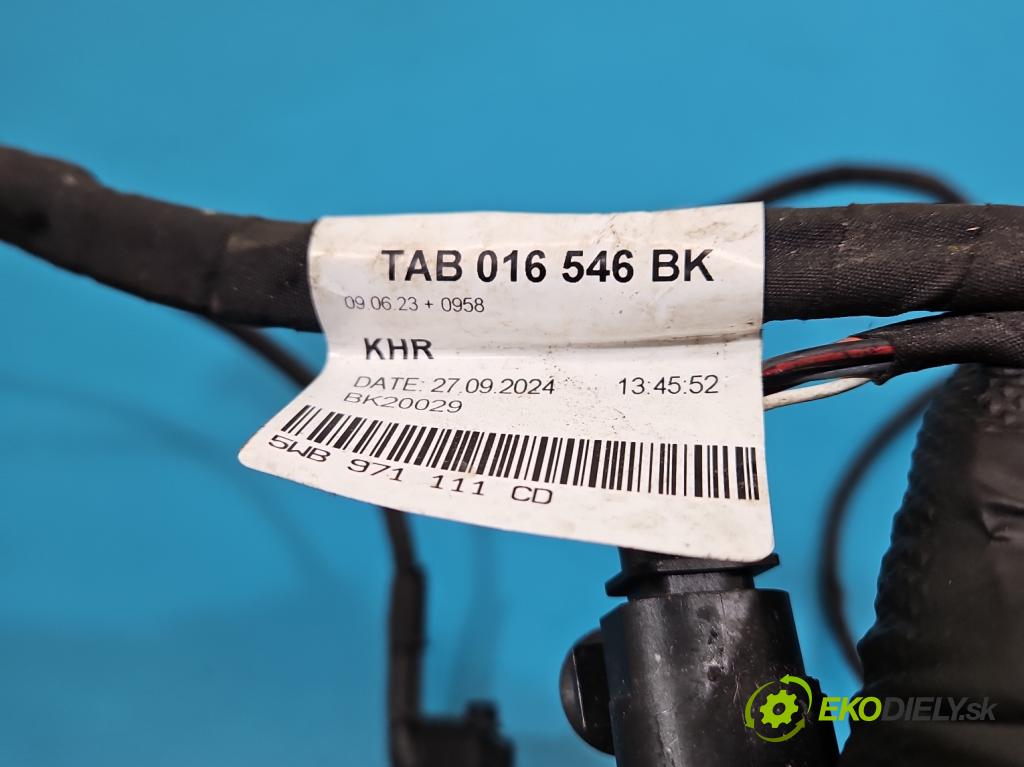 TAB 016 546 BK
09.06.23 + 0958
KHR
DATE: 27.09.2024 13:45:52
BK20029
5WB 971 111 CD
EKODIELY.sk